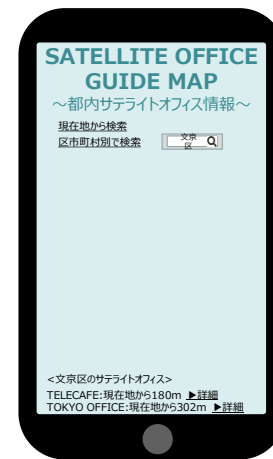 SATELLITE OFFICE
GUIDE MAP
～都内サテライトオフィス情報～
現在地から検索
区市町村別で検索 文京
区
<文京区のサテライトオフィス>
TELECAFE:現在地から180m ▶詳細
TOKYO OFFICE:現在地から302m ▶詳細